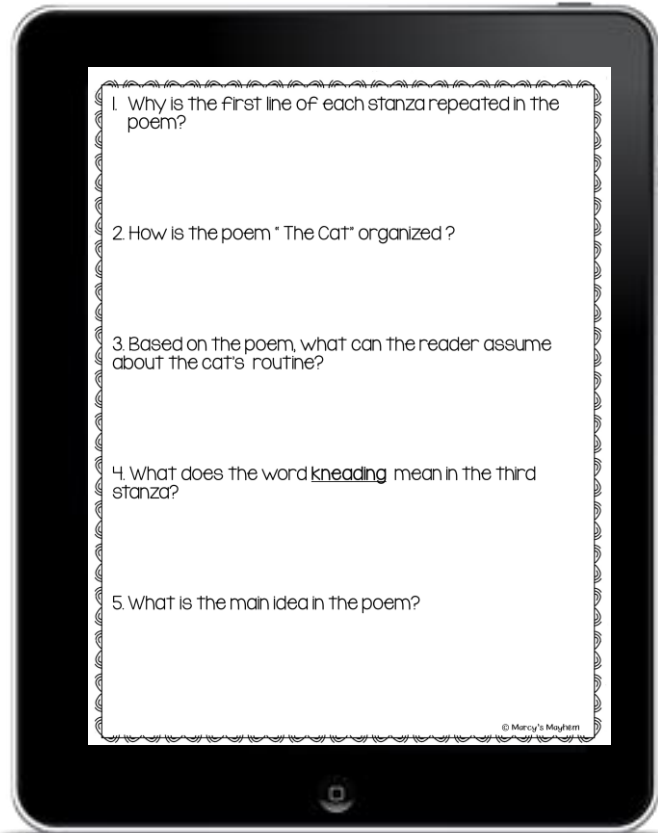 1. Why is the first line of each stanza repeated in the
poem?
2. How is the poem “ The Cat” organized ?
3. Based on the poem, what can the reader assume
about the cat's routine?
4. What does the word kneading mean in the third
stanza?
5. What is the main idea in the poem?
© Marcy's Mayhem